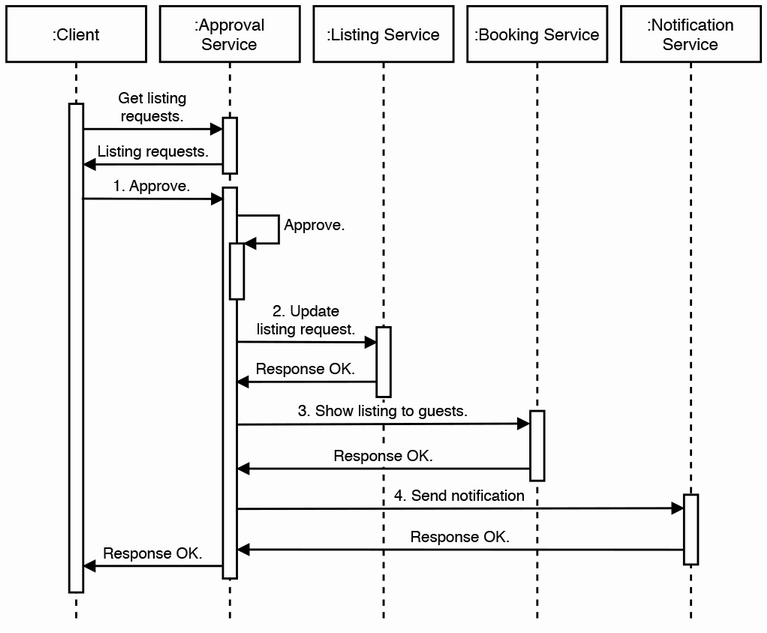 :Client
:Approval
Service
:Listing Service
:Booking Service
:Notification
Service
Get listing
requests.
Listing requests.
1. Approve.
Approve.
2. Update
listing request.
Response OK.
3. Show listing to guests.
Response OK.
4. Send notification
Response OK.
Response OK.